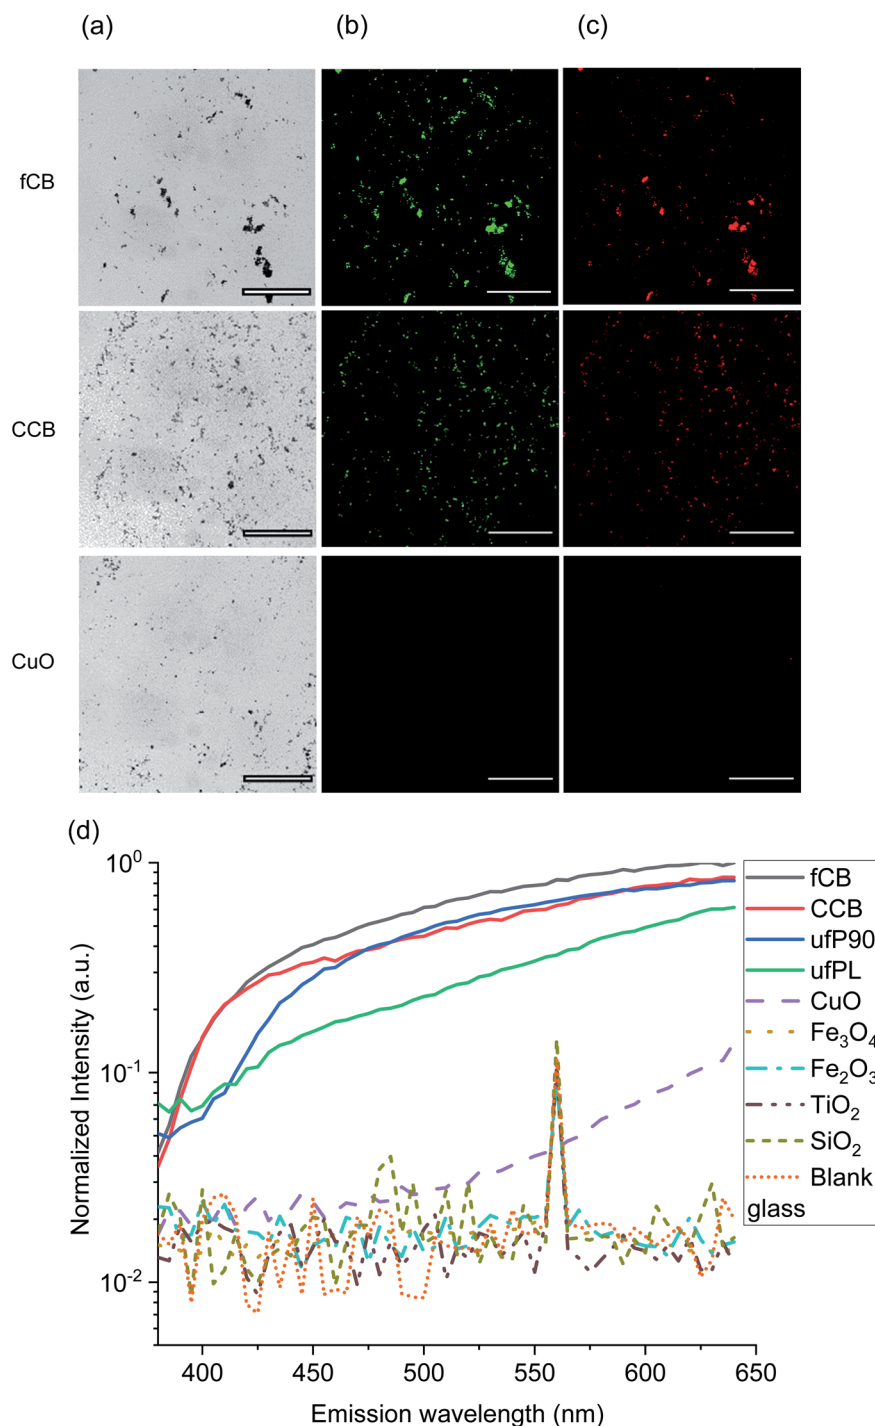 (a) (b) (c)
fCB
CCB
CuO
(d)
Normalized Intensity (a.u.)
10⁰
10⁻¹
10⁻²
400 450 500 550 600 650
Emission wavelength (nm)
fCB
CCB
ufP90
ufPL
CuO
Fe₃O₄
Fe₂O₃
TiO₂
SiO₂
Blank
glass